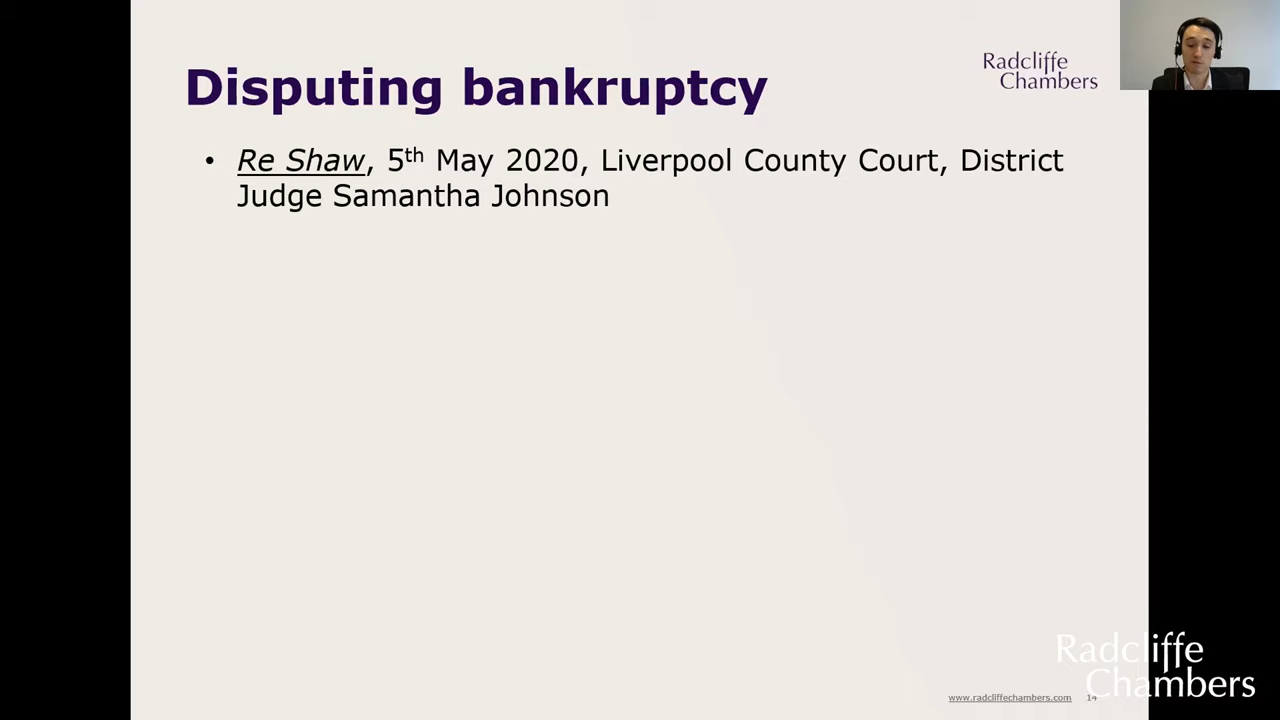 Disputing bankruptcy
Radcliffe
Chambers
• Re Shaw, 5th May 2020, Liverpool County Court, District
Judge Samantha Johnson
www.radcliffechambers.com 14
Radcliffe
Chambers